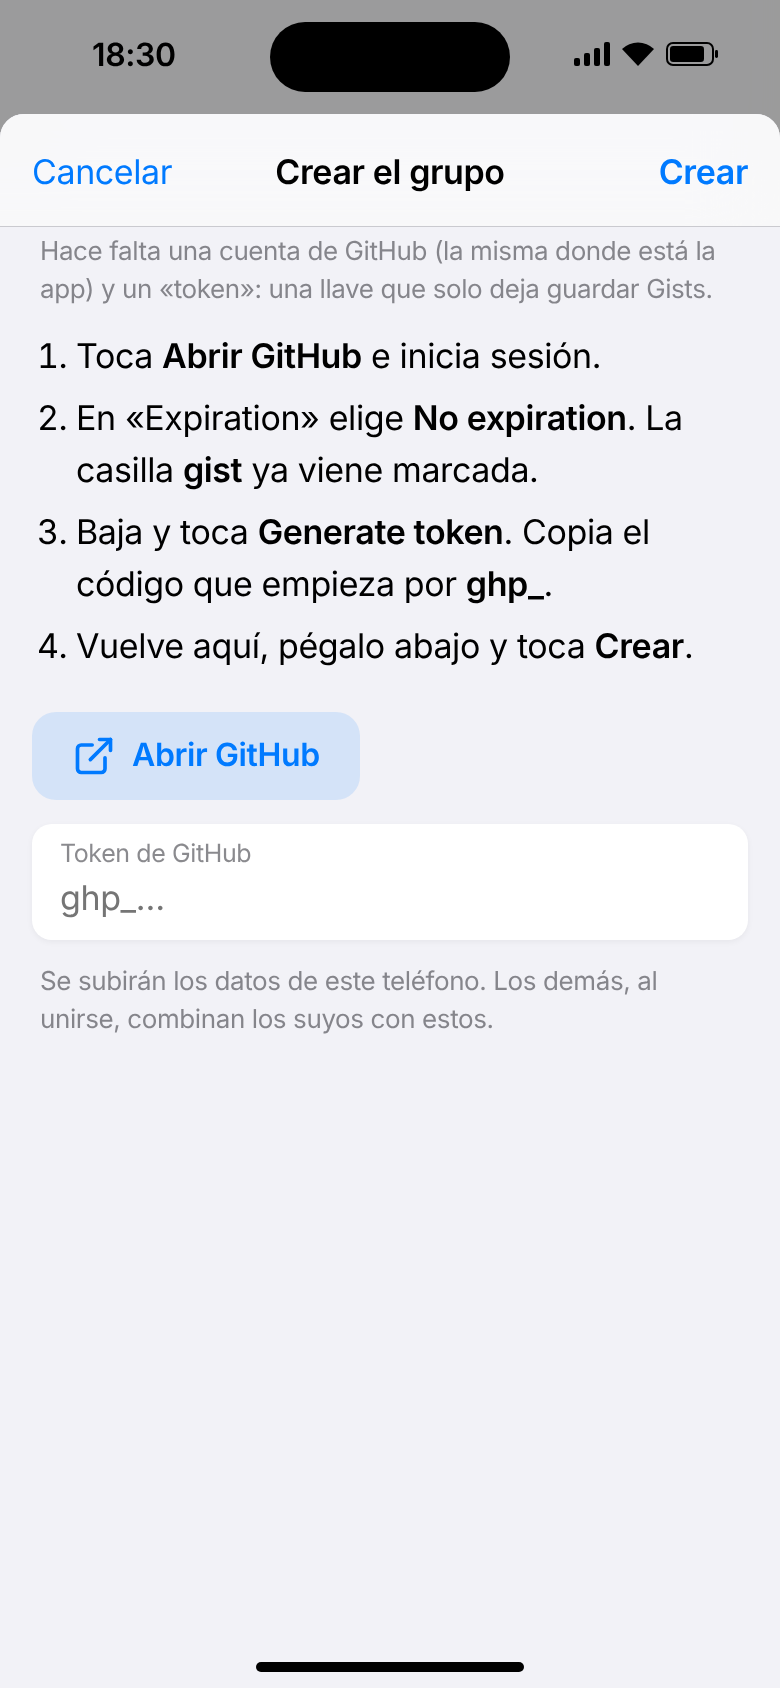 18:30
Cancelar
Crear el grupo
Crear
Hace falta una cuenta de GitHub (la misma donde está la
app) y un «token»: una llave que solo deja guardar Gists.
1. Toca Abrir GitHub e inicia sesión.
2. En «Expiration» elige No expiration. La
casilla gist ya viene marcada.
3. Baja y toca Generate token. Copia el
código que empieza por ghp_.
4. Vuelve aquí, pégalo abajo y toca Crear.
Abrir GitHub
Token de GitHub
ghp_...
Se subirán los datos de este teléfono. Los demás, al
unirse, combinan los suyos con estos.